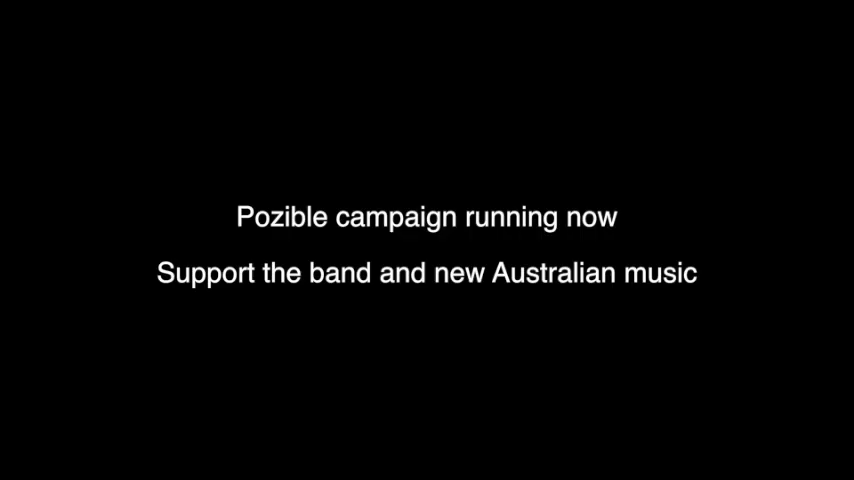 Pozible campaign running now
Support the band and new Australian music